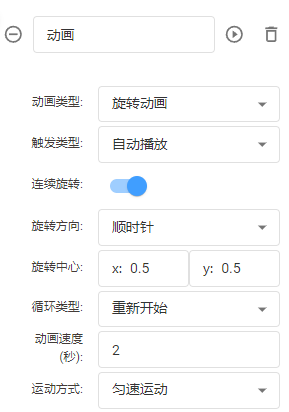 动画
动画类型: 旋转动画
触发类型: 自动播放
连续旋转:
旋转方向: 顺时针
旋转中心: x: 0.5 y: 0.5
循环类型: 重新开始
动画速度
(秒): 2
运动方式: 匀速运动